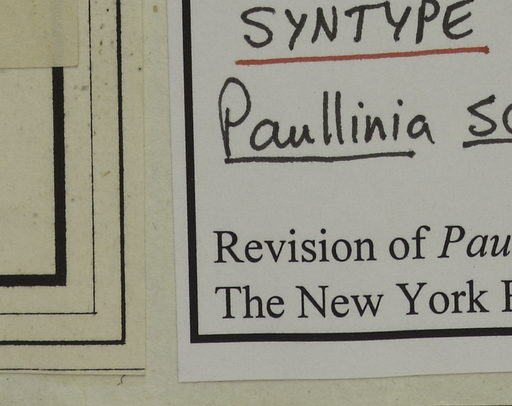 SYNTYPE
Paullinia
Revision of
The New York